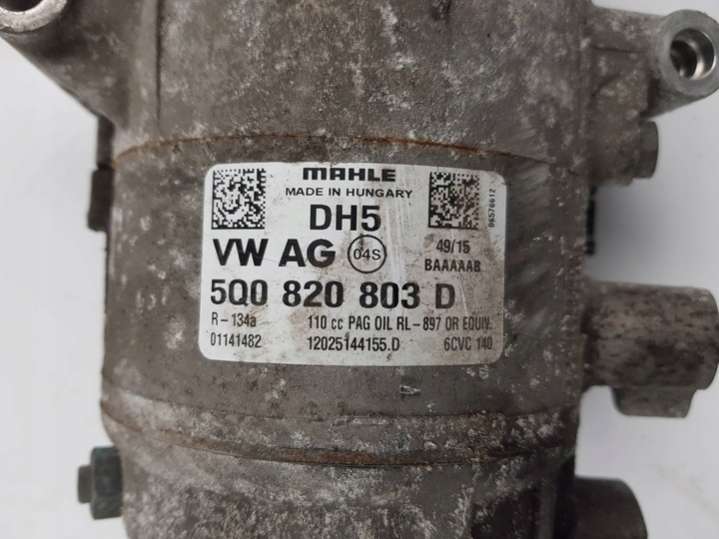 MAHLE
MADE IN HUNGARY
DH5
VW AG 04S 49/15
BAAAAAB
5Q0 820 803 D
R-134a 110 cc PAG OIL RL-897 OR EQUIV.
01141482 12025144155.D 6CVC 140
06576612